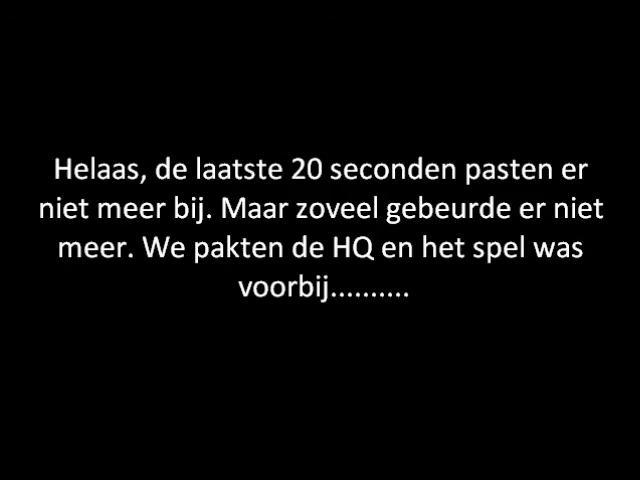 Helaas, de laatste 20 seconden pasten er
niet meer bij. Maar zoveel gebeurde er niet
meer. We pakten de HQ en het spel was
voorbij..........